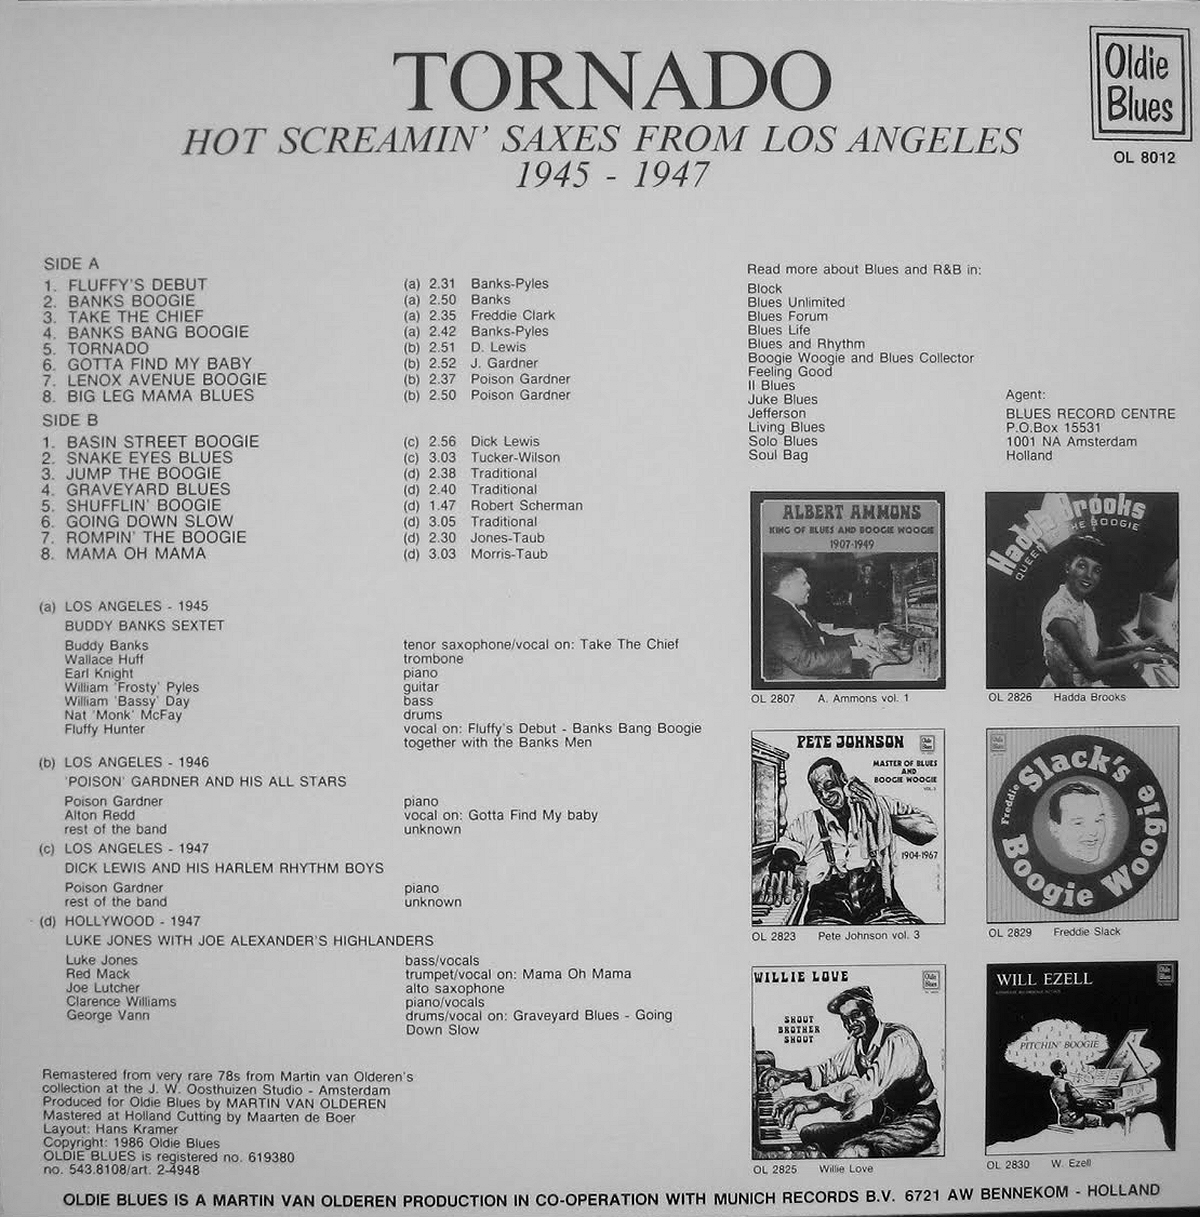 TORNADO
HOT SCREAMIN' SAXES FROM LOS ANGELES
1945 - 1947
Oldie
Blues
OL 8012
SIDE A
1. FLUFFY'S DEBUT (a) 2.31 Banks-Pyles
2. BANKS BOOGIE (a) 2.50 Banks
3. TAKE THE CHIEF (a) 2.35 Freddie Clark
4. BANKS BANG BOOGIE (a) 2.42 Banks-Pyles
5. TORNADO (b) 2.51 D. Lewis
6. GOTTA FIND MY BABY (b) 2.52 J. Gardner
7. LENOX AVENUE BOOGIE (b) 2.37 Poison Gardner
8. BIG LEG MAMA BLUES (b) 2.50 Poison Gardner
SIDE B
1. BASIN STREET BOOGIE (c) 2.56 Dick Lewis
2. SNAKE EYES BLUES (c) 3.03 Tucker-Wilson
3. JUMP THE BOOGIE (d) 2.38 Traditional
4. GRAVEYARD BLUES (d) 2.40 Traditional
5. SHUFFLIN' BOOGIE (d) 1.47 Robert Scherman
6. GOING DOWN SLOW (d) 3.05 Traditional
7. ROMPIN' THE BOOGIE (d) 2.30 Jones-Taub
8. MAMA OH MAMA (d) 3.03 Morris-Taub
(a) LOS ANGELES - 1945
BUDDY BANKS SEXTET
Buddy Banks tenor saxophone/vocal on: Take The Chief
Wallace Huff trombone
Earl Knight piano
William 'Frosty' Pyles guitar
William 'Bassy' Day bass
Nat 'Monk' McFay drums
Fluffy Hunter vocal on: Fluffy's Debut - Banks Bang Boogie
together with the Banks Men
(b) LOS ANGELES - 1946
'POISON' GARDNER AND HIS ALL STARS
Poison Gardner piano
Alton Redd vocal on: Gotta Find My baby
rest of the band unknown
(c) LOS ANGELES - 1947
DICK LEWIS AND HIS HARLEM RHYTHM BOYS
Poison Gardner piano
rest of the band unknown
(d) HOLLYWOOD - 1947
LUKE JONES WITH JOE ALEXANDER'S HIGHLANDERS
Luke Jones bass/vocals
Red Mack trumpet/vocal on: Mama Oh Mama
Joe Lutcher alto saxophone
Clarence Williams piano/vocals
George Vann drums/vocal on: Graveyard Blues - Going
Down Slow
Remastered from very rare 78s from Martin van Olderen's
collection at the J. W. Oosthuizen Studio - Amsterdam
Produced for Oldie Blues by MARTIN VAN OLDEREN
Mastered at Holland Cutting by Maarten de Boer
Layout: Hans Kramer
Copyright: 1986 Oldie Blues
OLDIE BLUES is registered no. 619380
no. 543.8108/art. 2-4948
Read more about Blues and R&B in:
Block
Blues Unlimited
Blues Forum
Blues Life
Blues and Rhythm
Boogie Woogie and Blues Collector
Feeling Good
Il Blues
Juke Blues
Jefferson
Living Blues
Solo Blues
Soul Bag
Agent:
BLUES RECORD CENTRE
P.O.Box 15531
1001 NA Amsterdam
Holland
ALBERT AMMONS
KING OF BLUES AND BOOGIE WOOGIE
1907-1949
OL 2807 A. Ammons vol. 1
Hadda Brooks
QUEEN THE BOOGIE
OL 2826 Hadda Brooks
PETE JOHNSON
MASTER OF BLUES
AND
BOOGIE WOOGIE
1904-1967
OL 2823 Pete Johnson vol. 3
Freddie Slack's
Boogie Woogie
OL 2829 Freddie Slack
WILLIE LOVE
SHOUT
BROTHER
SHOUT
OL 2825 Willie Love
WILL EZELL
PITCHIN' BOOGIE
OL 2830 W. Ezell
OLDIE BLUES IS A MARTIN VAN OLDEREN PRODUCTION IN CO-OPERATION WITH MUNICH RECORDS B.V. 6721 AW BENNEKOM - HOLLAND